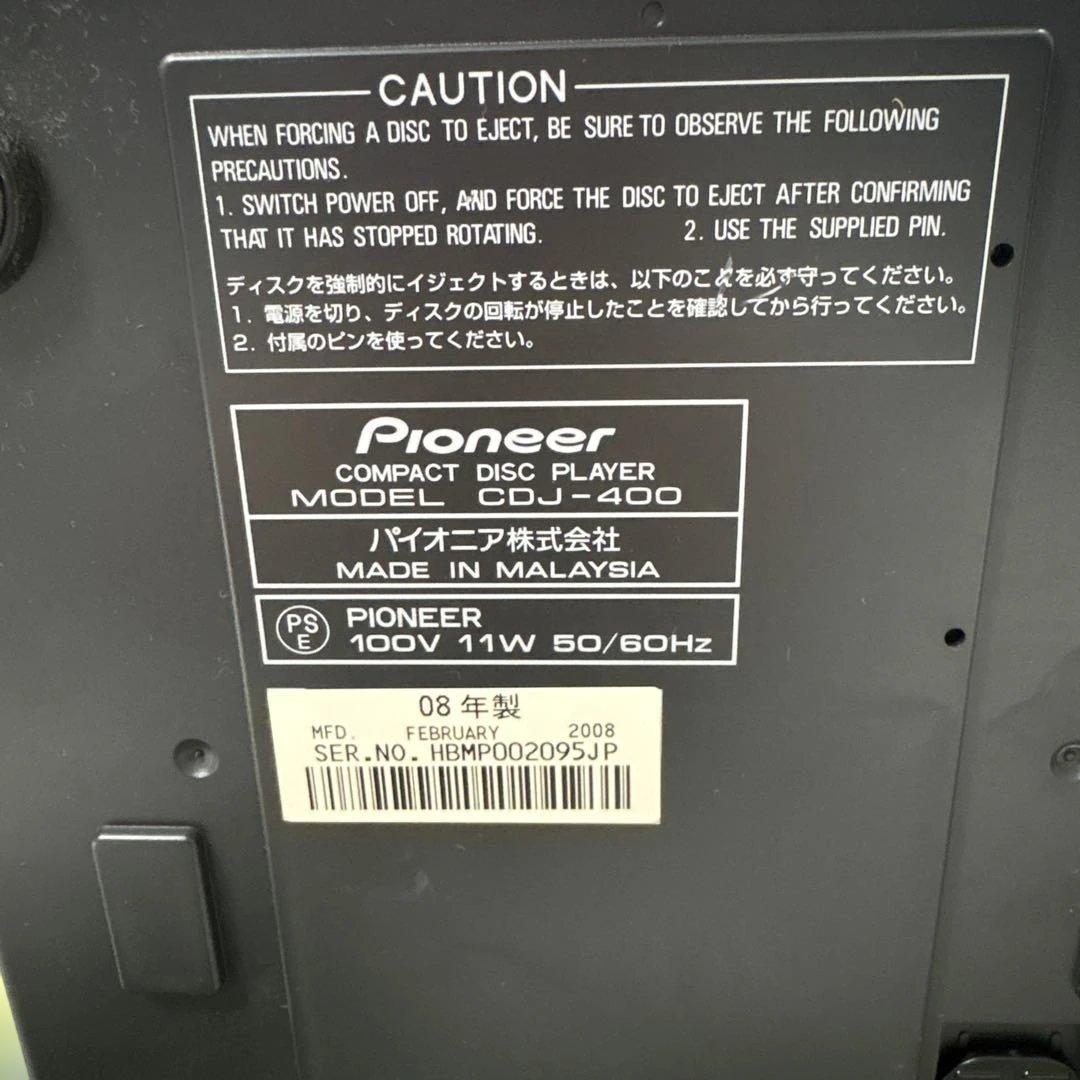 CAUTION
WHEN FORCING A DISC TO EJECT, BE SURE TO OBSERVE THE FOLLOWING
PRECAUTIONS.
1. SWITCH POWER OFF, AND FORCE THE DISC TO EJECT AFTER CONFIRMING
THAT IT HAS STOPPED ROTATING. 2. USE THE SUPPLIED PIN.
ディスクを強制的にイジェクトするときは、以下のことを必ず守ってください。
1. 電源を切り、ディスクの回転が停止したことを確認してから行ってください。
2. 付属のピンを使ってください。
Pioneer
COMPACT DISC PLAYER
MODEL CDJ-400
パイオニア株式会社
MADE IN MALAYSIA
PS
E
PIONEER
100V 11W 50/60Hz
08年製
MFD. FEBRUARY 2008
SER.NO. HBMP002095JP